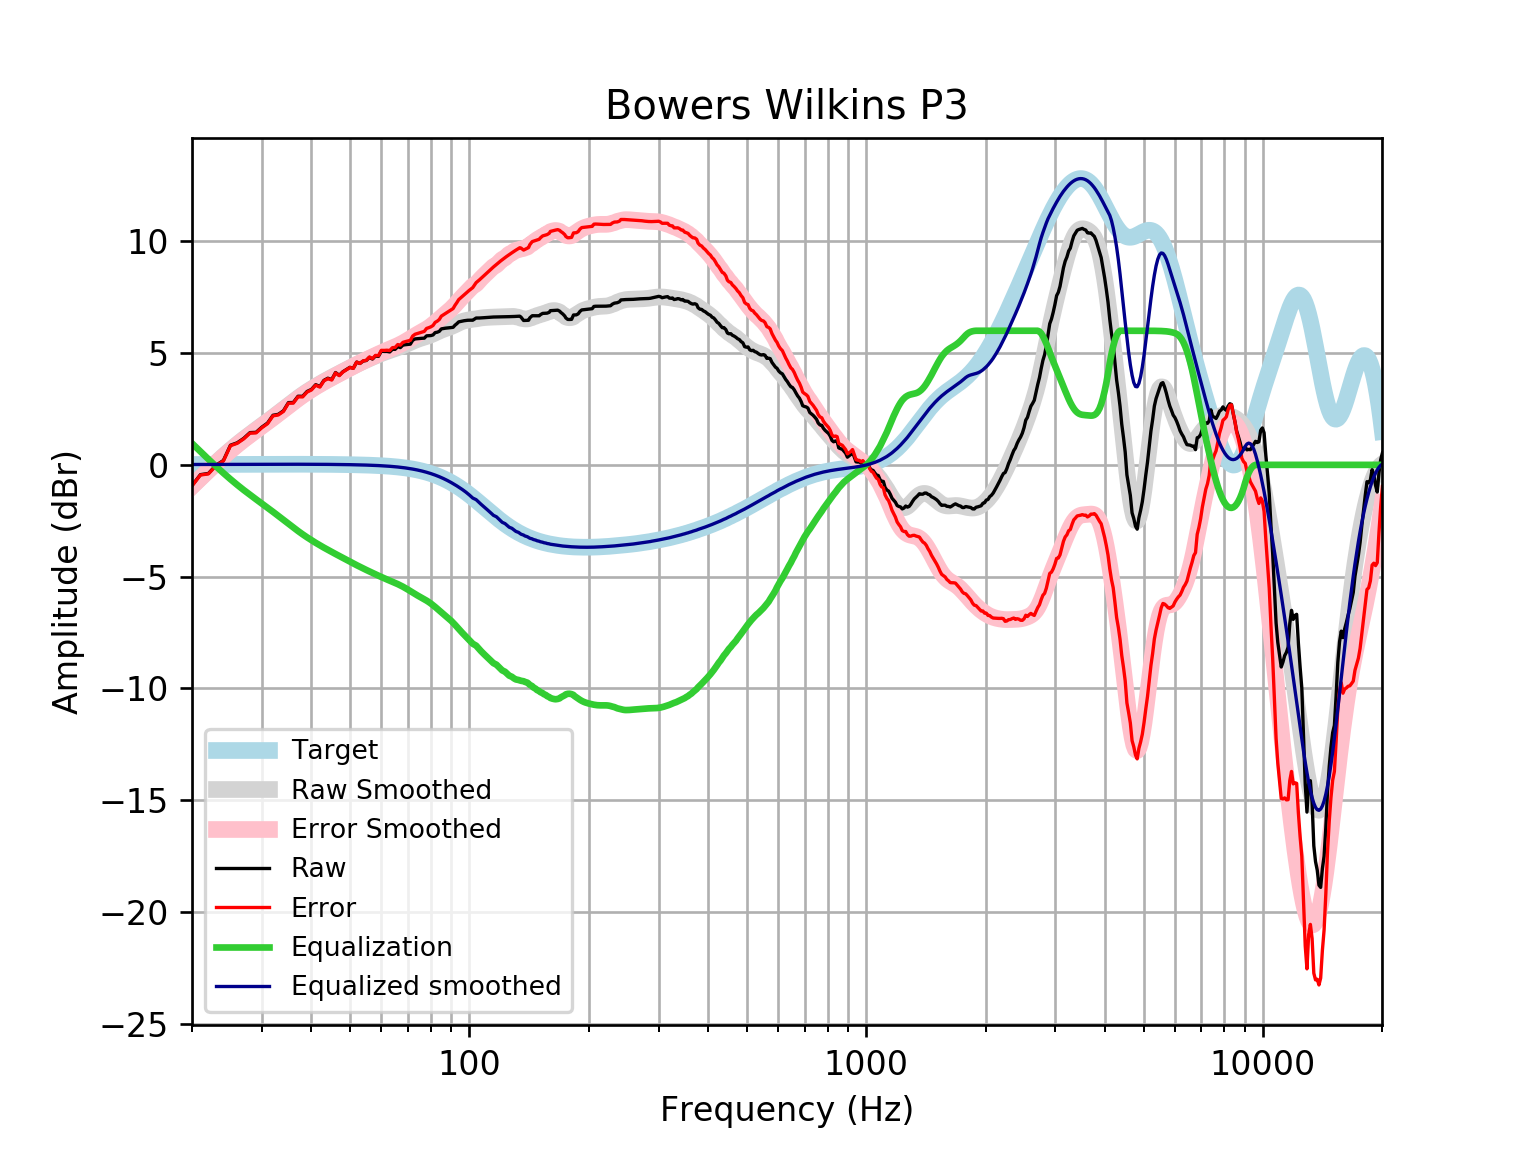 Bowers Wilkins P3
Amplitude (dBr)
10
5
0
−5
−10
−15
−20
−25
Target
Raw Smoothed
Error Smoothed
Raw
Error
Equalization
Equalized smoothed
100 1000 10000
Frequency (Hz)